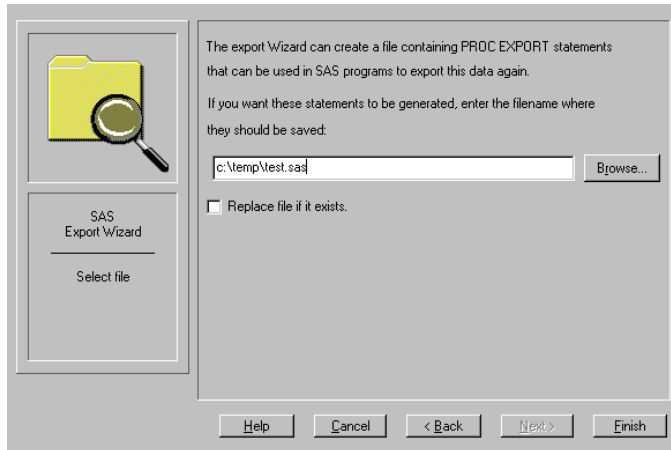 The export Wizard can create a file containing PROC EXPORT statements
that can be used in SAS programs to export this data again.
If you want these statements to be generated, enter the filename where
they should be saved:
c:\temp\test.sas
Browse...
Replace file if it exists.
SAS
Export Wizard
Select file
Help
Cancel
< Back
Next >
Finish